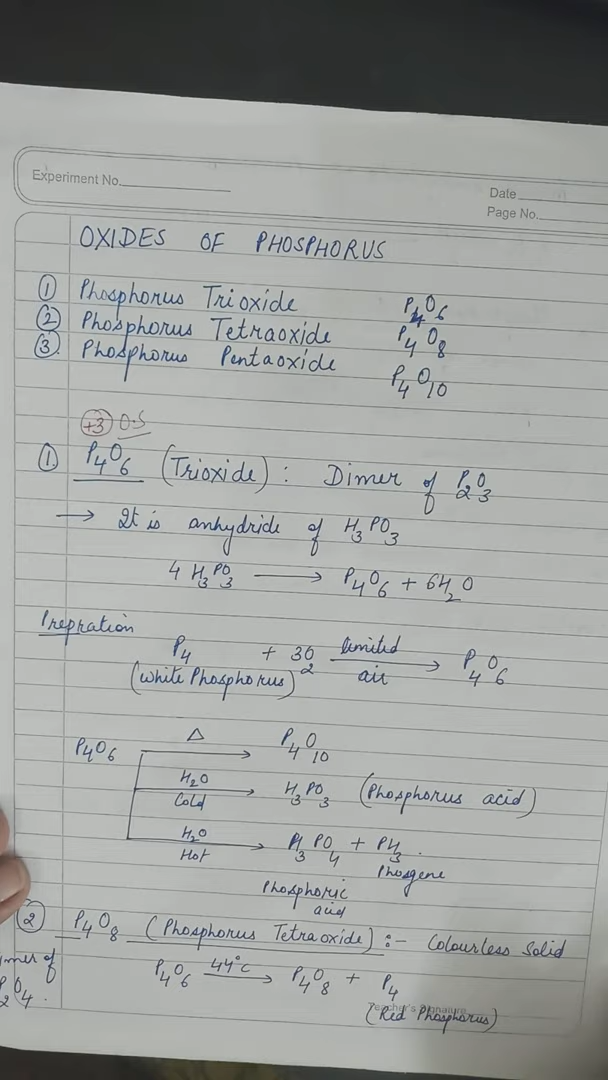 Experiment No.
Date
Page No.
OXIDES OF PHOSPHORUS
① Phosphorus Trioxide P₄O₆
② Phosphorus Tetraoxide P₄O₈
③ Phosphorus Pentaoxide P₄O₁₀
+3 O.S
① P₄O₆ (Trioxide) : Dimer of P₂O₃
→ It is anhydride of H₃PO₃
4 H₃PO₃ → P₄O₆ + 6H₂O
Prepration
P₄ + 3O₂ limited air → P₄O₆
(white Phosphorus)
P₄O₆ Δ → P₄O₁₀
H₂O Cold → H₃PO₃ (Phosphorus acid)
H₂O Hot → H₃PO₄ + PH₃.
Phosgene
Phosphoric
acid
② P₄O₈ (Phosphorus Tetraoxide) :- Colourless Solid
of
P₄O₆ 44°C → P₄O₈ + P₄
₂O₄.
Teacher's Signature
(Red Phosphorus)